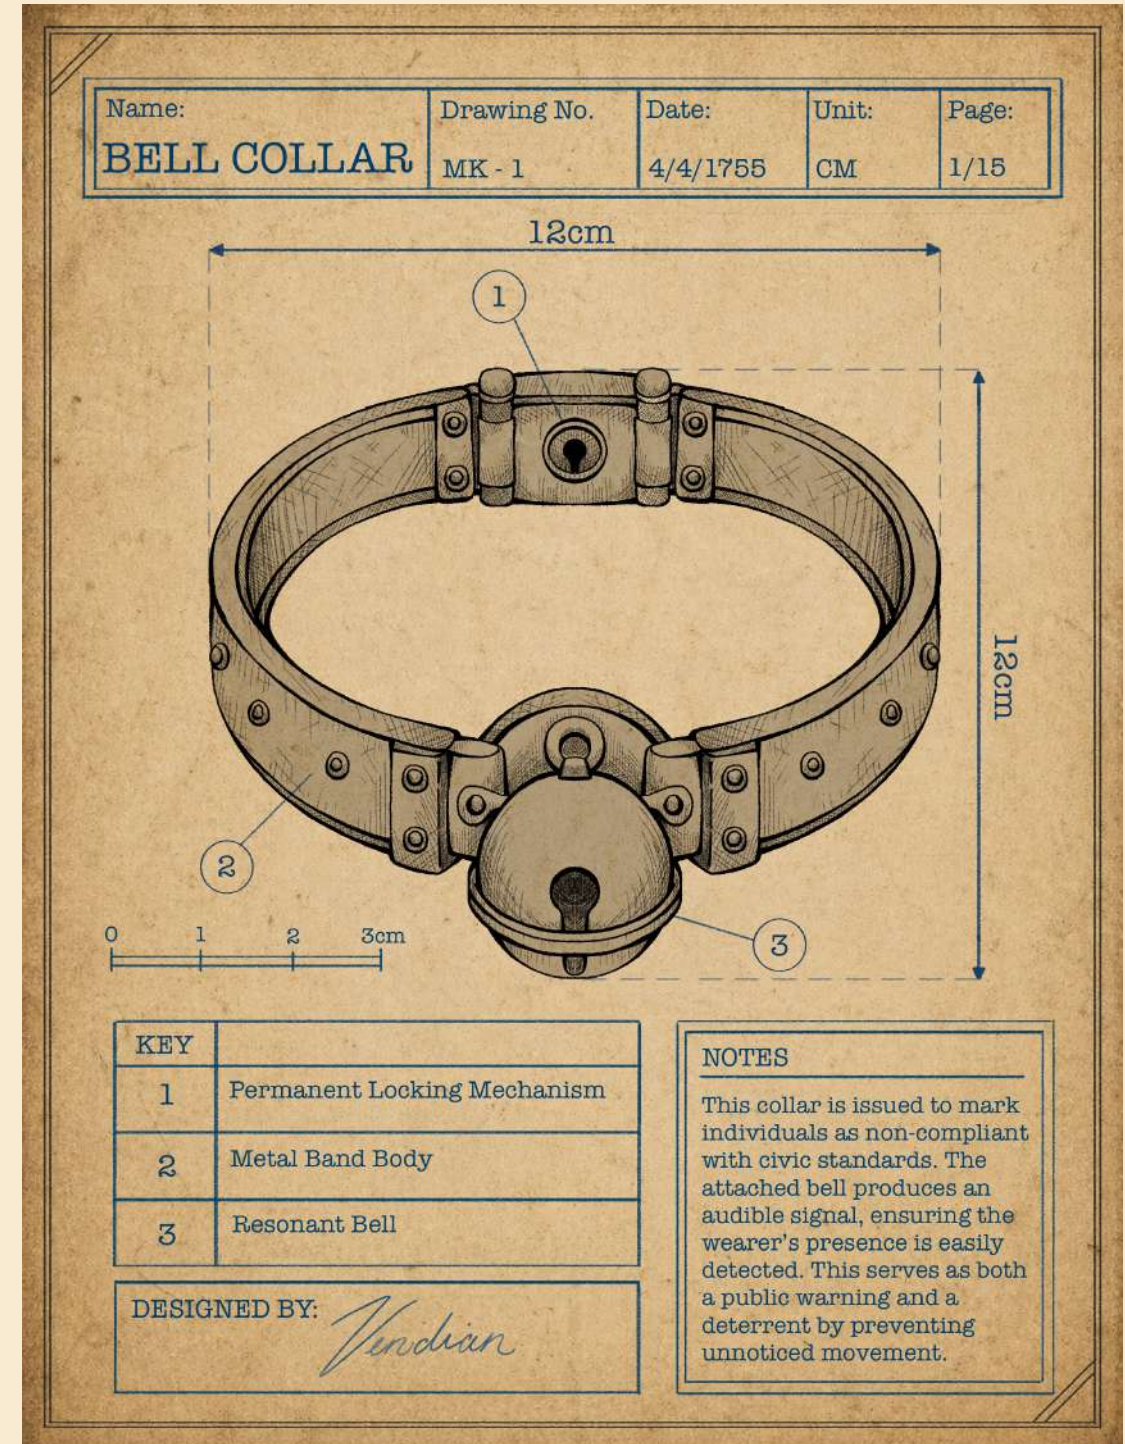 Name:
BELL COLLAR
Drawing No.
MK - 1
Date:
4/4/1755
Unit:
CM
Page:
1/15
12cm
1
12cm
2
3
0 1 2 3cm
KEY
1 Permanent Locking Mechanism
2 Metal Band Body
3 Resonant Bell
DESIGNED BY: Veridian
NOTES
This collar is issued to mark
individuals as non-compliant
with civic standards. The
attached bell produces an
audible signal, ensuring the
wearer's presence is easily
detected. This serves as both
a public warning and a
deterrent by preventing
unnoticed movement.